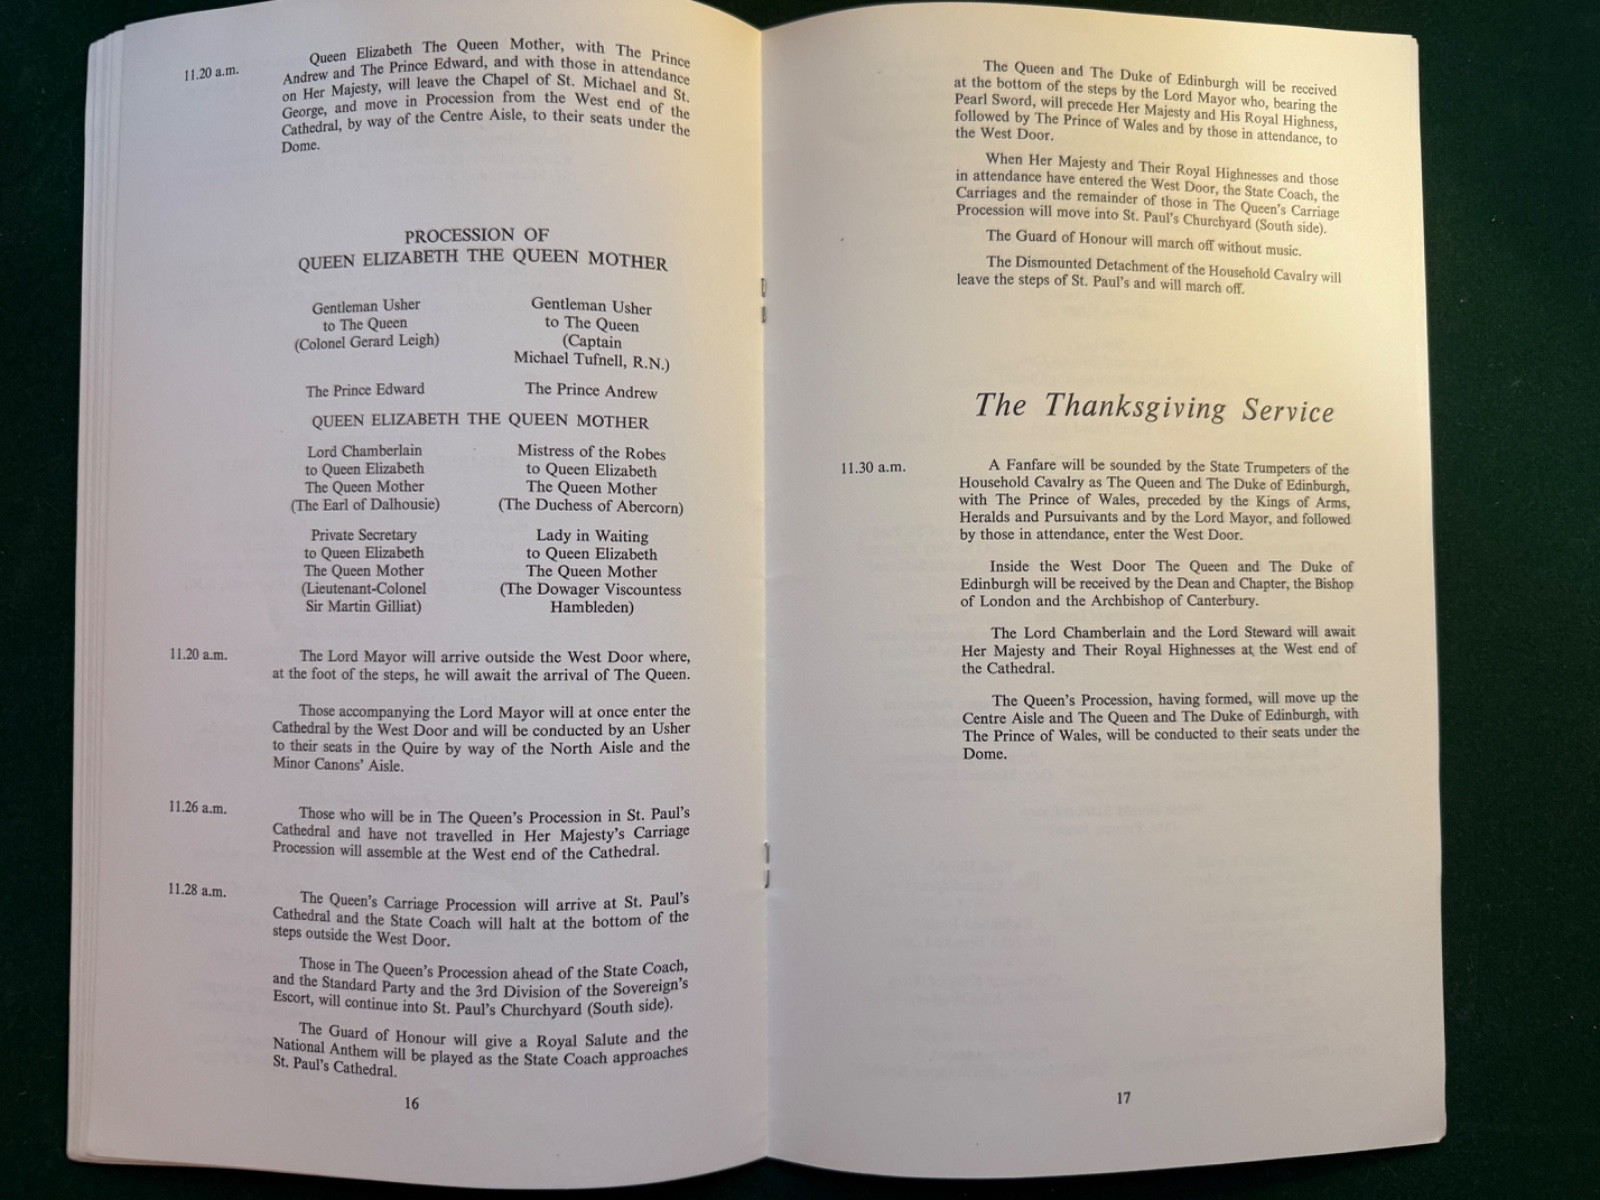 11.20 a.m.
Queen Elizabeth The Queen Mother, with The Prince
Andrew and The Prince Edward, and with those in attendance
on Her Majesty, will leave the Chapel of St. Michael and St.
George, and move in Procession from the West end of the
Cathedral, by way of the Centre Aisle, to their seats under the
Dome.
PROCESSION OF
QUEEN ELIZABETH THE QUEEN MOTHER
Gentleman Usher
to The Queen
(Colonel Gerard Leigh)
Gentleman Usher
to The Queen
(Captain
Michael Tufnell, R.N.)
The Prince Edward
The Prince Andrew
QUEEN ELIZABETH THE QUEEN MOTHER
Lord Chamberlain
to Queen Elizabeth
The Queen Mother
(The Earl of Dalhousie)
Mistress of the Robes
to Queen Elizabeth
The Queen Mother
(The Duchess of Abercorn)
Private Secretary
to Queen Elizabeth
The Queen Mother
(Lieutenant-Colonel
Sir Martin Gilliat)
Lady in Waiting
to Queen Elizabeth
The Queen Mother
(The Dowager Viscountess
Hambleden)
11.20 a.m.
The Lord Mayor will arrive outside the West Door where,
at the foot of the steps, he will await the arrival of The Queen.
Those accompanying the Lord Mayor will at once enter the
Cathedral by the West Door and will be conducted by an Usher
to their seats in the Quire by way of the North Aisle and the
Minor Canons' Aisle.
11.26 a.m.
Those who will be in The Queen's Procession in St. Paul's
Cathedral and have not travelled in Her Majesty's Carriage
Procession will assemble at the West end of the Cathedral.
11.28 a.m.
The Queen's Carriage Procession will arrive at St. Paul's
Cathedral and the State Coach will halt at the bottom of the
steps outside the West Door.
Those in The Queen's Procession ahead of the State Coach,
and the Standard Party and the 3rd Division of the Sovereign's
Escort, will continue into St. Paul's Churchyard (South side).
The Guard of Honour will give a Royal Salute and the
National Anthem will be played as the State Coach approaches
St. Paul's Cathedral.
16
The Queen and The Duke of Edinburgh will be received
at the bottom of the steps by the Lord Mayor who, bearing the
Pearl Sword, will precede Her Majesty and His Royal Highness,
followed by The Prince of Wales and by those in attendance, to
the West Door.
When Her Majesty and Their Royal Highnesses and those
in attendance have entered the West Door, the State Coach, the
Carriages and the remainder of those in The Queen's Carriage
Procession will move into St. Paul's Churchyard (South side).
The Guard of Honour will march off without music.
The Dismounted Detachment of the Household Cavalry will
leave the steps of St. Paul's and will march off.
The Thanksgiving Service
11.30 a.m.
A Fanfare will be sounded by the State Trumpeters of the
Household Cavalry as The Queen and The Duke of Edinburgh,
with The Prince of Wales, preceded by the Kings of Arms,
Heralds and Pursuivants and by the Lord Mayor, and followed
by those in attendance, enter the West Door.
Inside the West Door The Queen and The Duke of
Edinburgh will be received by the Dean and Chapter, the Bishop
of London and the Archbishop of Canterbury.
The Lord Chamberlain and the Lord Steward will await
Her Majesty and Their Royal Highnesses at the West end of
the Cathedral.
The Queen's Procession, having formed, will move up the
Centre Aisle and The Queen and The Duke of Edinburgh, with
The Prince of Wales, will be conducted to their seats under the
Dome.
17